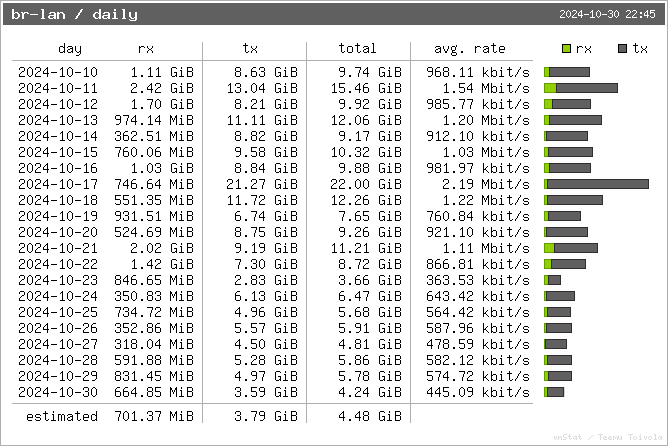 br-lan / daily 2024-10-30 22:45
day rx tx total avg. rate rx tx
2024-10-10 1.11 GiB 8.63 GiB 9.74 GiB 968.11 kbit/s
2024-10-11 2.42 GiB 13.04 GiB 15.46 GiB 1.54 Mbit/s
2024-10-12 1.70 GiB 8.21 GiB 9.92 GiB 985.77 kbit/s
2024-10-13 974.14 MiB 11.11 GiB 12.06 GiB 1.20 Mbit/s
2024-10-14 362.51 MiB 8.82 GiB 9.17 GiB 912.10 kbit/s
2024-10-15 760.06 MiB 9.58 GiB 10.32 GiB 1.03 Mbit/s
2024-10-16 1.03 GiB 8.84 GiB 9.88 GiB 981.97 kbit/s
2024-10-17 746.64 MiB 21.27 GiB 22.00 GiB 2.19 Mbit/s
2024-10-18 551.35 MiB 11.72 GiB 12.26 GiB 1.22 Mbit/s
2024-10-19 931.51 MiB 6.74 GiB 7.65 GiB 760.84 kbit/s
2024-10-20 524.69 MiB 8.75 GiB 9.26 GiB 921.10 kbit/s
2024-10-21 2.02 GiB 9.19 GiB 11.21 GiB 1.11 Mbit/s
2024-10-22 1.42 GiB 7.30 GiB 8.72 GiB 866.81 kbit/s
2024-10-23 846.65 MiB 2.83 GiB 3.66 GiB 363.53 kbit/s
2024-10-24 350.83 MiB 6.13 GiB 6.47 GiB 643.42 kbit/s
2024-10-25 734.72 MiB 4.96 GiB 5.68 GiB 564.42 kbit/s
2024-10-26 352.86 MiB 5.57 GiB 5.91 GiB 587.96 kbit/s
2024-10-27 318.04 MiB 4.50 GiB 4.81 GiB 478.59 kbit/s
2024-10-28 591.88 MiB 5.28 GiB 5.86 GiB 582.12 kbit/s
2024-10-29 831.45 MiB 4.97 GiB 5.78 GiB 574.72 kbit/s
2024-10-30 664.85 MiB 3.59 GiB 4.24 GiB 445.09 kbit/s
estimated 701.37 MiB 3.79 GiB 4.48 GiB
vnStat / Teemu Toivola